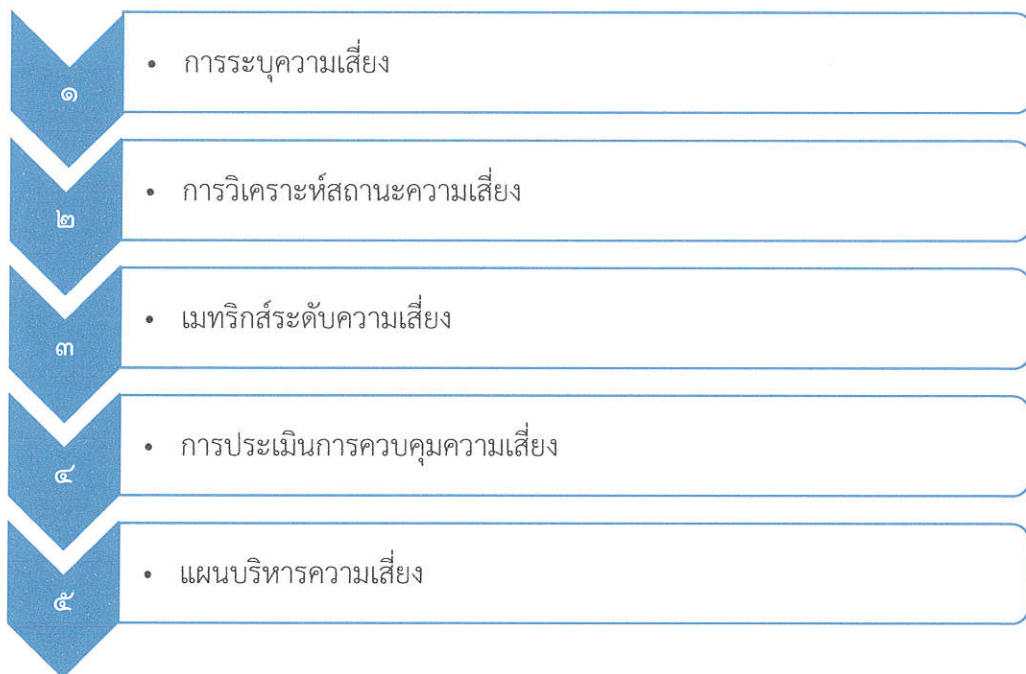 ๑
• การระบุความเสี่ยง
๒
• การวิเคราะห์สถานะความเสี่ยง
๓
• เมทริกส์ระดับความเสี่ยง
๔
• การประเมินการควบคุมความเสี่ยง
๕
• แผนบริหารความเสี่ยง